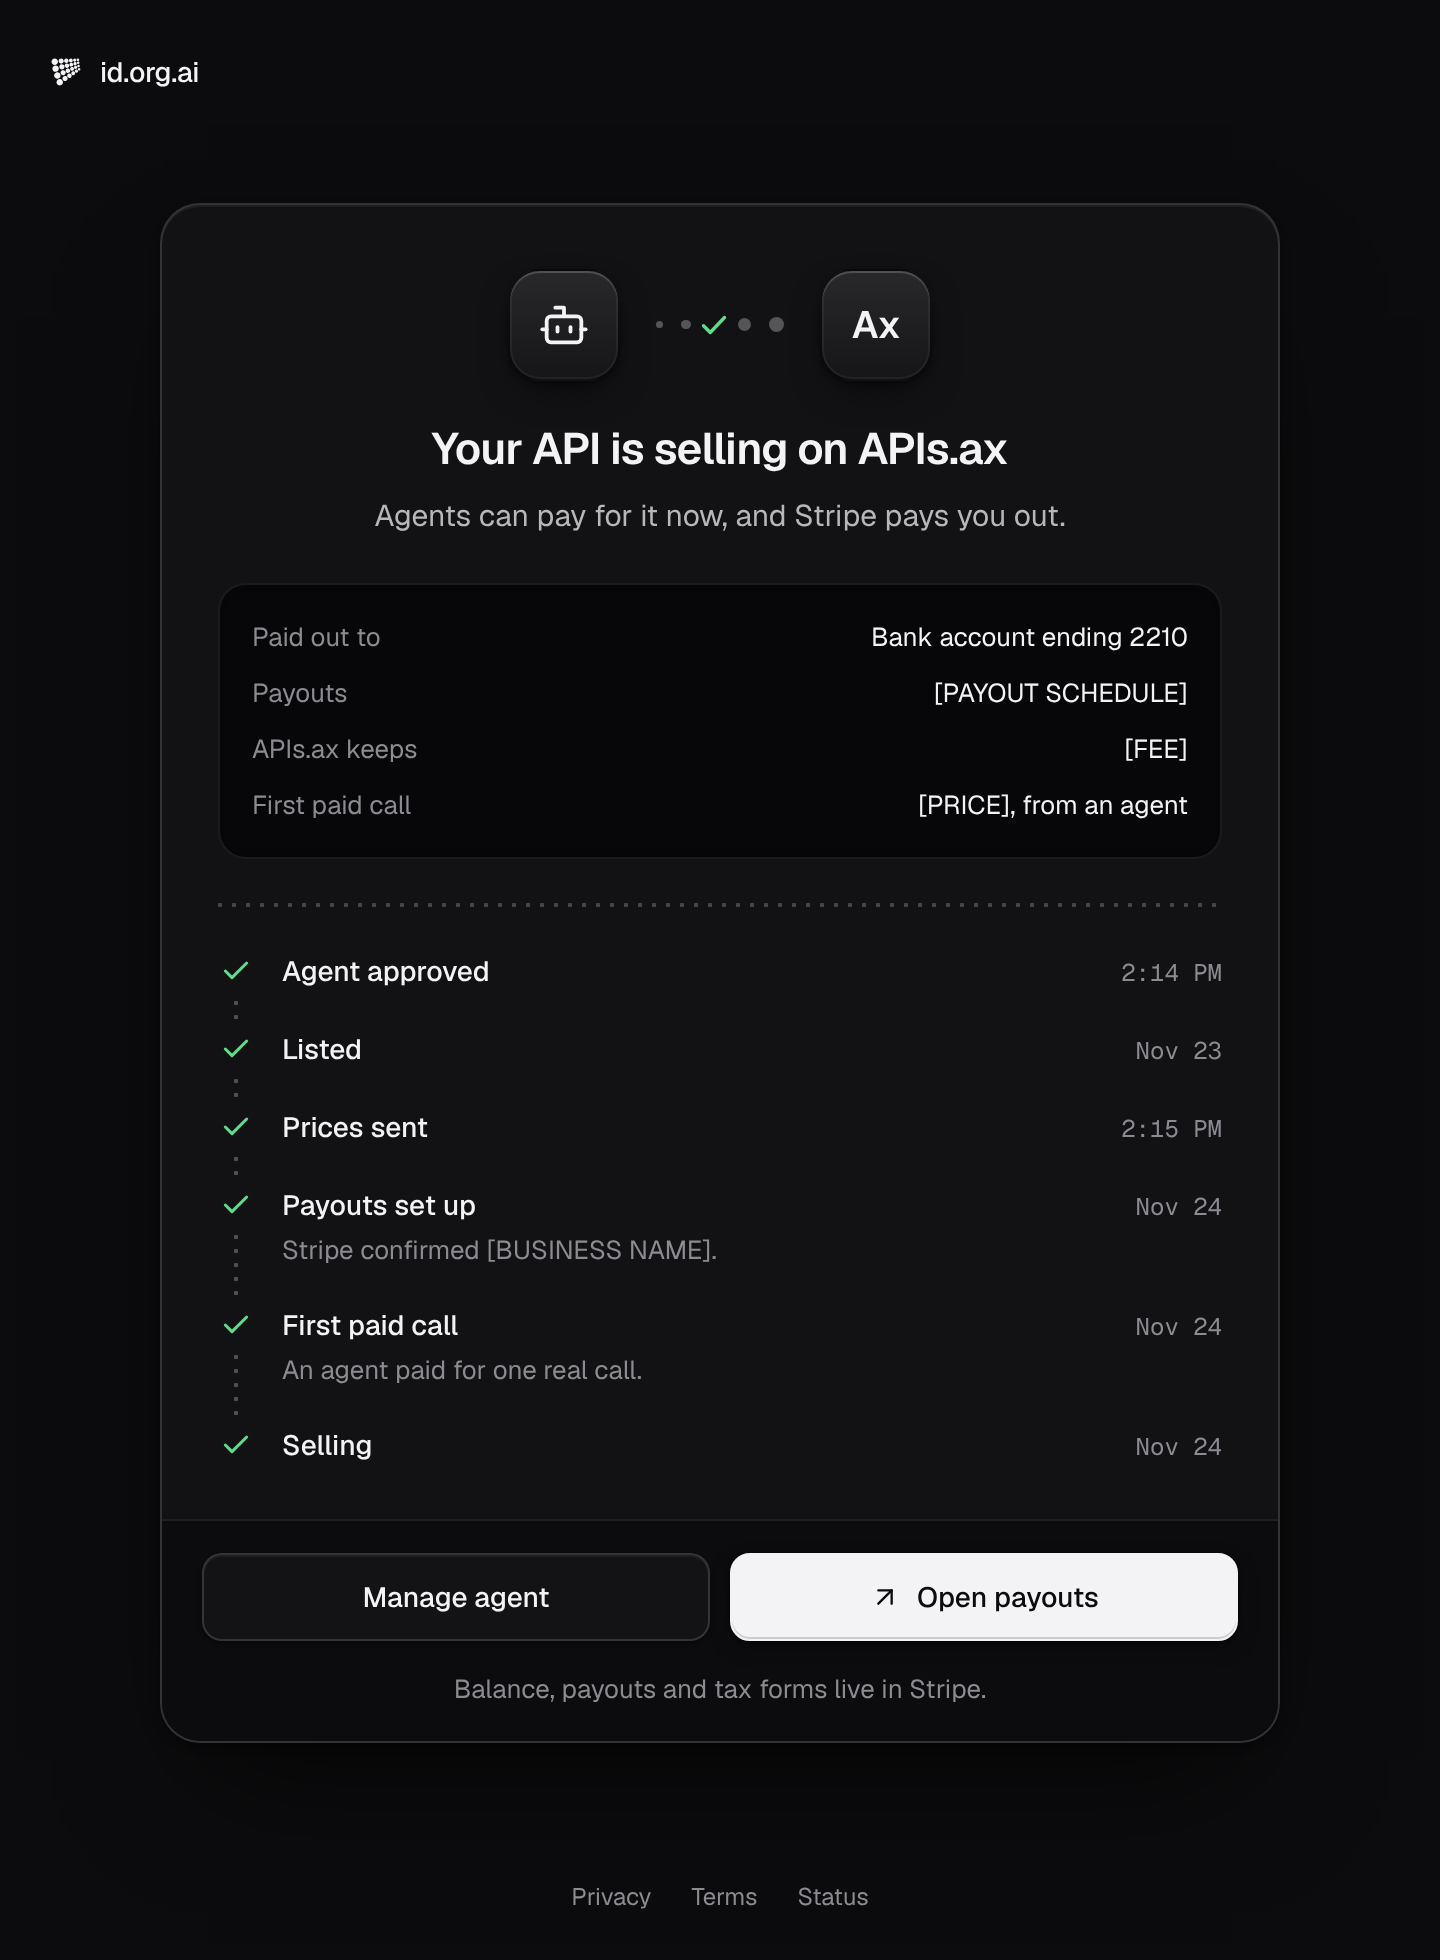 id.org.ai
Ax
Your API is selling on APIs.ax
Agents can pay for it now, and Stripe pays you out.
Paid out to Bank account ending 2210
Payouts [PAYOUT SCHEDULE]
APIs.ax keeps [FEE]
First paid call [PRICE], from an agent
Agent approved 2:14 PM
Listed Nov 23
Prices sent 2:15 PM
Payouts set up Nov 24
Stripe confirmed [BUSINESS NAME].
First paid call Nov 24
An agent paid for one real call.
Selling Nov 24
Manage agent Open payouts
Balance, payouts and tax forms live in Stripe.
Privacy Terms Status